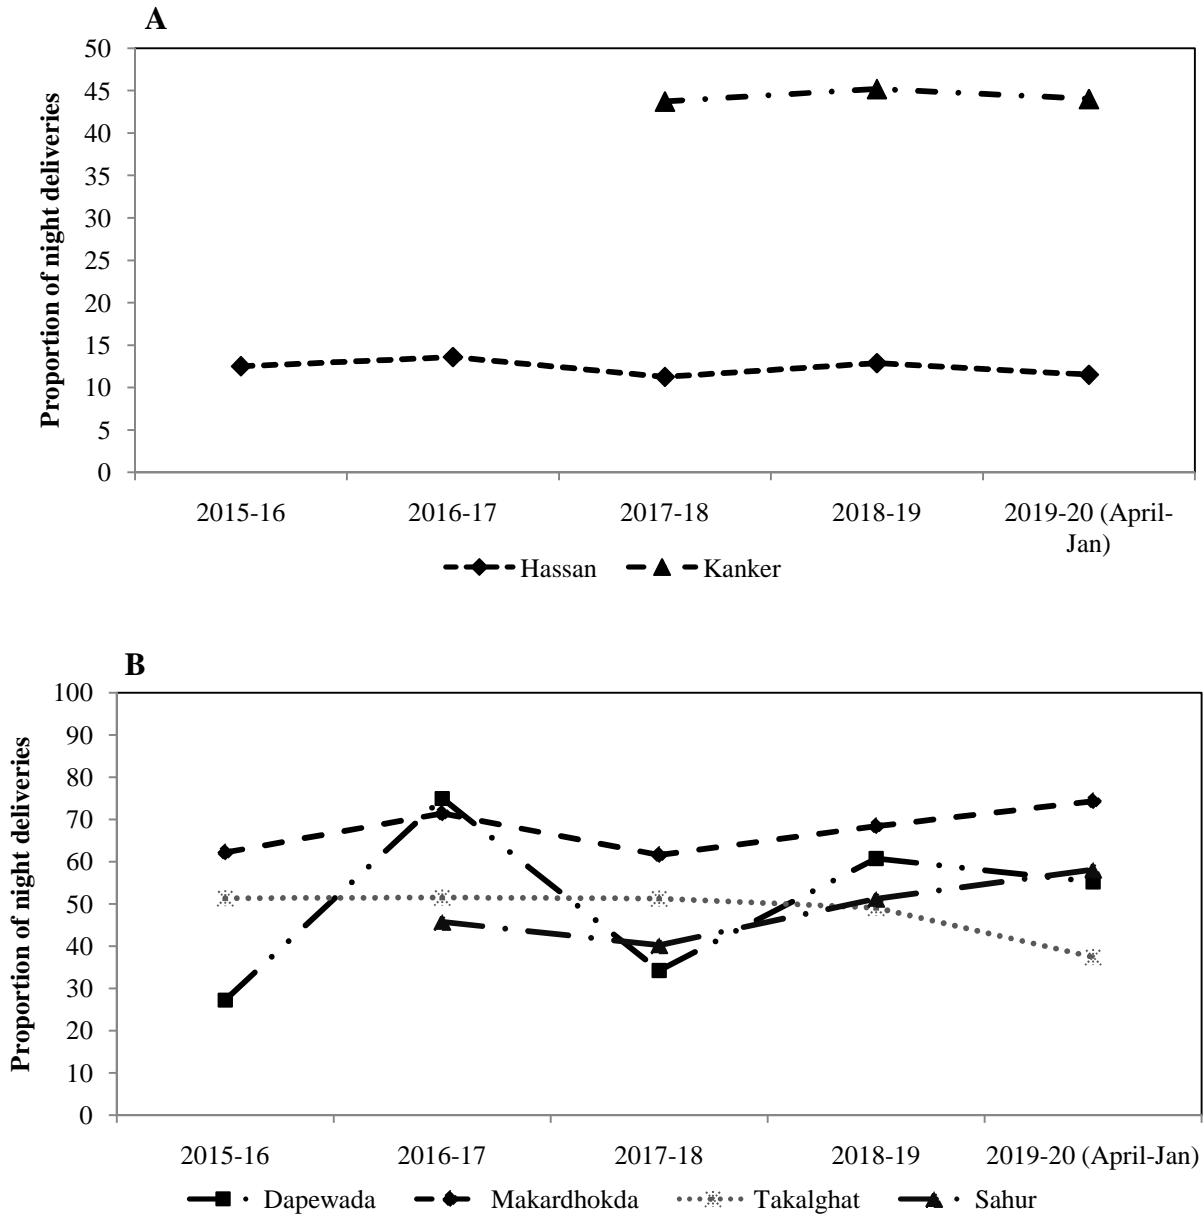 A
Proportion of night deliveries
50
45
40
35
30
25
20
15
10
5
0
2015-16 2016-17 2017-18 2018-19 2019-20 (April-
Jan)
Hassan Kanker
B
Proportion of night deliveries
100
90
80
70
60
50
40
30
20
10
0
2015-16 2016-17 2017-18 2018-19 2019-20 (April-Jan)
Dapewada Makardhokda Takalghat Sahur